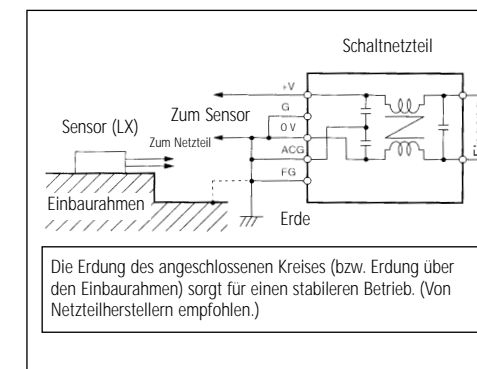 Schaltnetzteil
+V
G
Zum Sensor
0 V
Sensor (LX)
Zum Netzteil
ACG
FG
Einbaurahmen
Erde
Die Erdung des angeschlossenen Kreises (bzw. Erdung über
den Einbaurahmen) sorgt für einen stabileren Betrieb. (Von
Netzteilherstellern empfohlen.)